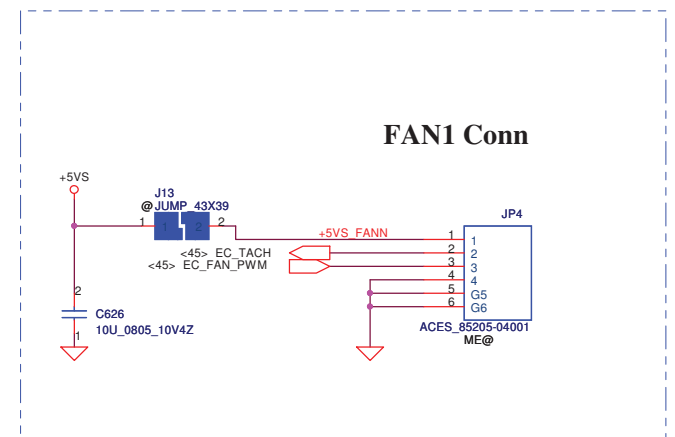 FAN1 Conn
+5VS
J13
@ JUMP_43X39
1 1 2 2
JP4
+5VS_FANN 1 1
<45> EC_TACH 2 2
<45> EC_FAN_PWM 3 3
4 4
5 G5
6 G6
2
C626
10U_0805_10V4Z
1
ACES_85205-04001
ME@